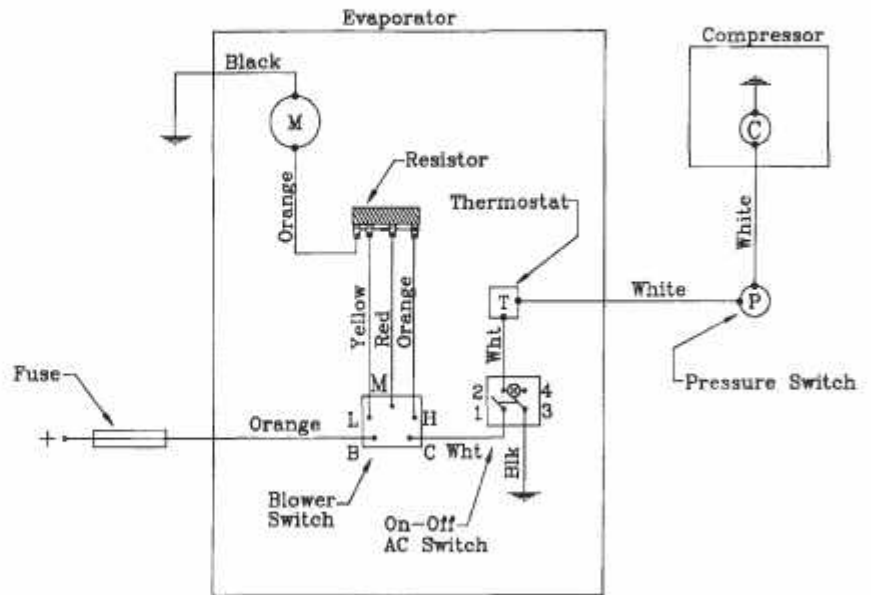 Evaporator
Compressor
Black
M
C
Resistor
Orange
Thermostat
White
Yellow
Red
Orange
T
White
P
Wht
Fuse
M
2
4
Pressure Switch
L
H
1
3
+
Orange
B
C
Wht
Blk
Blower
Switch
On-Off
AC Switch